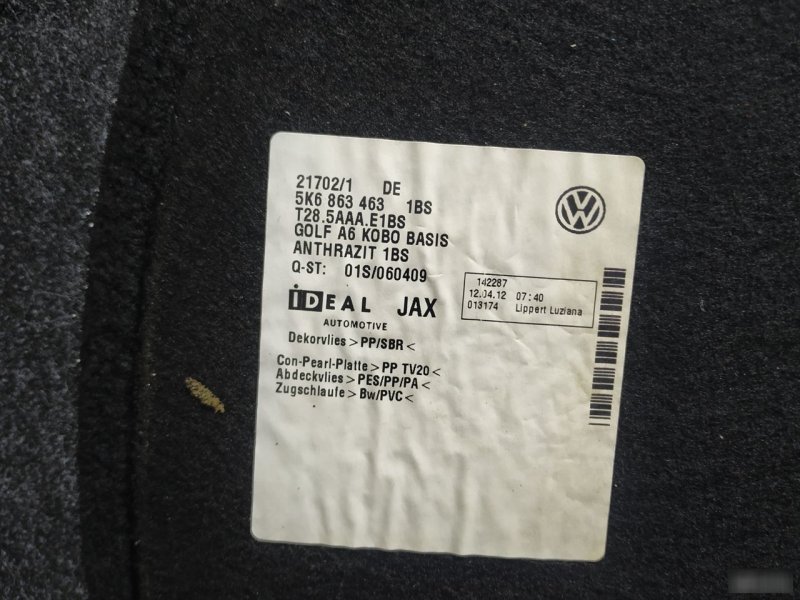 21702/1 DE
5K6 863 463 1BS
T28.5AAA.E1BS
GOLF A6 KOBO BASIS
ANTHRAZIT 1BS
Q-ST: 01S/060409
142287
12.04.12 07:40
013174 Lippert Luziana
IDEAL JAX
AUTOMOTIVE
Dekorvlies >PP/SBR<
Con-Pearl-Platte >PP TV20<
Abdeckvlies >PES/PP/PA<
Zugschlaufe >Bw/PVC<